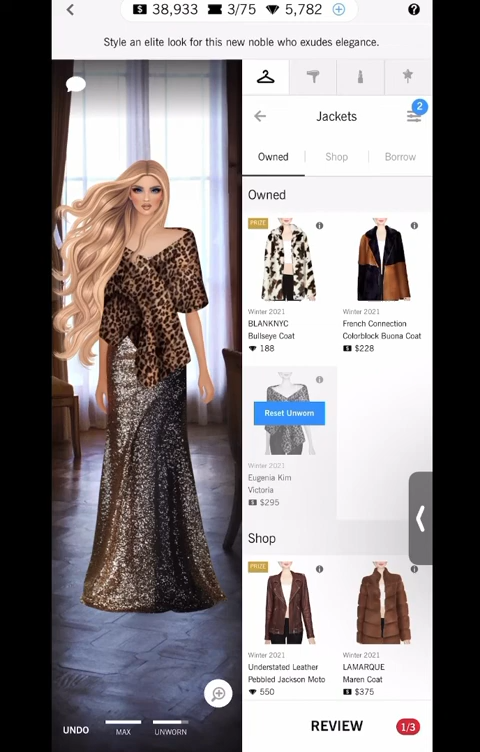 38,933 3/75 5,782
Style an elite look for this new noble who exudes elegance.
Jackets
2
Owned Shop Borrow
Owned
PRIZE
Winter 2021
BLANKNYC
Bullseye Coat
188
Winter 2021
French Connection
Colorblock Buona Coat
$228
Reset Unworn
Winter 2021
Eugenia Kim
Victoria
$295
Shop
PRIZE
Winter 2021
Understated Leather
Pebbled Jackson Moto
550
Winter 2021
LAMARQUE
Maren Coat
$375
UNDO MAX UNWORN
REVIEW 1/3